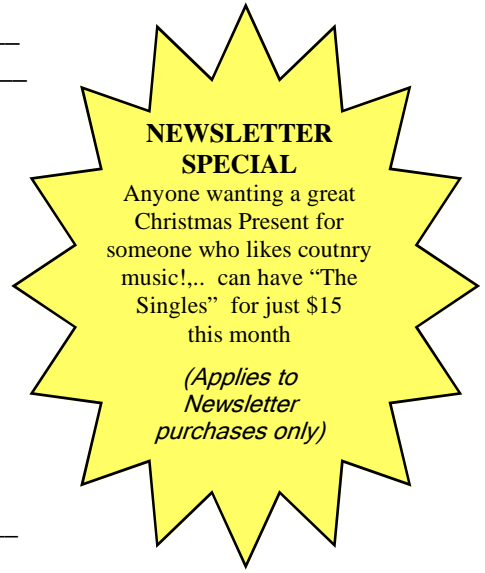 NEWSLETTER
SPECIAL
Anyone wanting a great
Christmas Present for
someone who likes coutnry
music!,.. can have “The
Singles” for just $15
this month
(Applies to
Newsletter
purchases only)